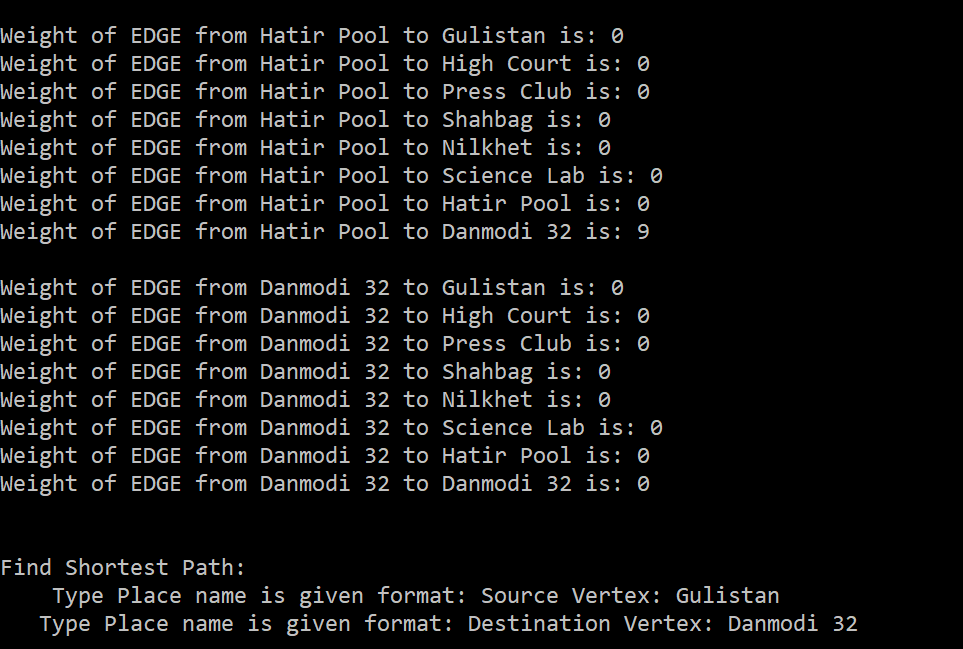 Weight of EDGE from Hatir Pool to Gulistan is: 0
Weight of EDGE from Hatir Pool to High Court is: 0
Weight of EDGE from Hatir Pool to Press Club is: 0
Weight of EDGE from Hatir Pool to Shahbag is: 0
Weight of EDGE from Hatir Pool to Nilkhet is: 0
Weight of EDGE from Hatir Pool to Science Lab is: 0
Weight of EDGE from Hatir Pool to Hatir Pool is: 0
Weight of EDGE from Hatir Pool to Danmodi 32 is: 9
Weight of EDGE from Danmodi 32 to Gulistan is: 0
Weight of EDGE from Danmodi 32 to High Court is: 0
Weight of EDGE from Danmodi 32 to Press Club is: 0
Weight of EDGE from Danmodi 32 to Shahbag is: 0
Weight of EDGE from Danmodi 32 to Nilkhet is: 0
Weight of EDGE from Danmodi 32 to Science Lab is: 0
Weight of EDGE from Danmodi 32 to Hatir Pool is: 0
Weight of EDGE from Danmodi 32 to Danmodi 32 is: 0
Find Shortest Path:
Type Place name is given format: Source Vertex: Gulistan
Type Place name is given format: Destination Vertex: Danmodi 32